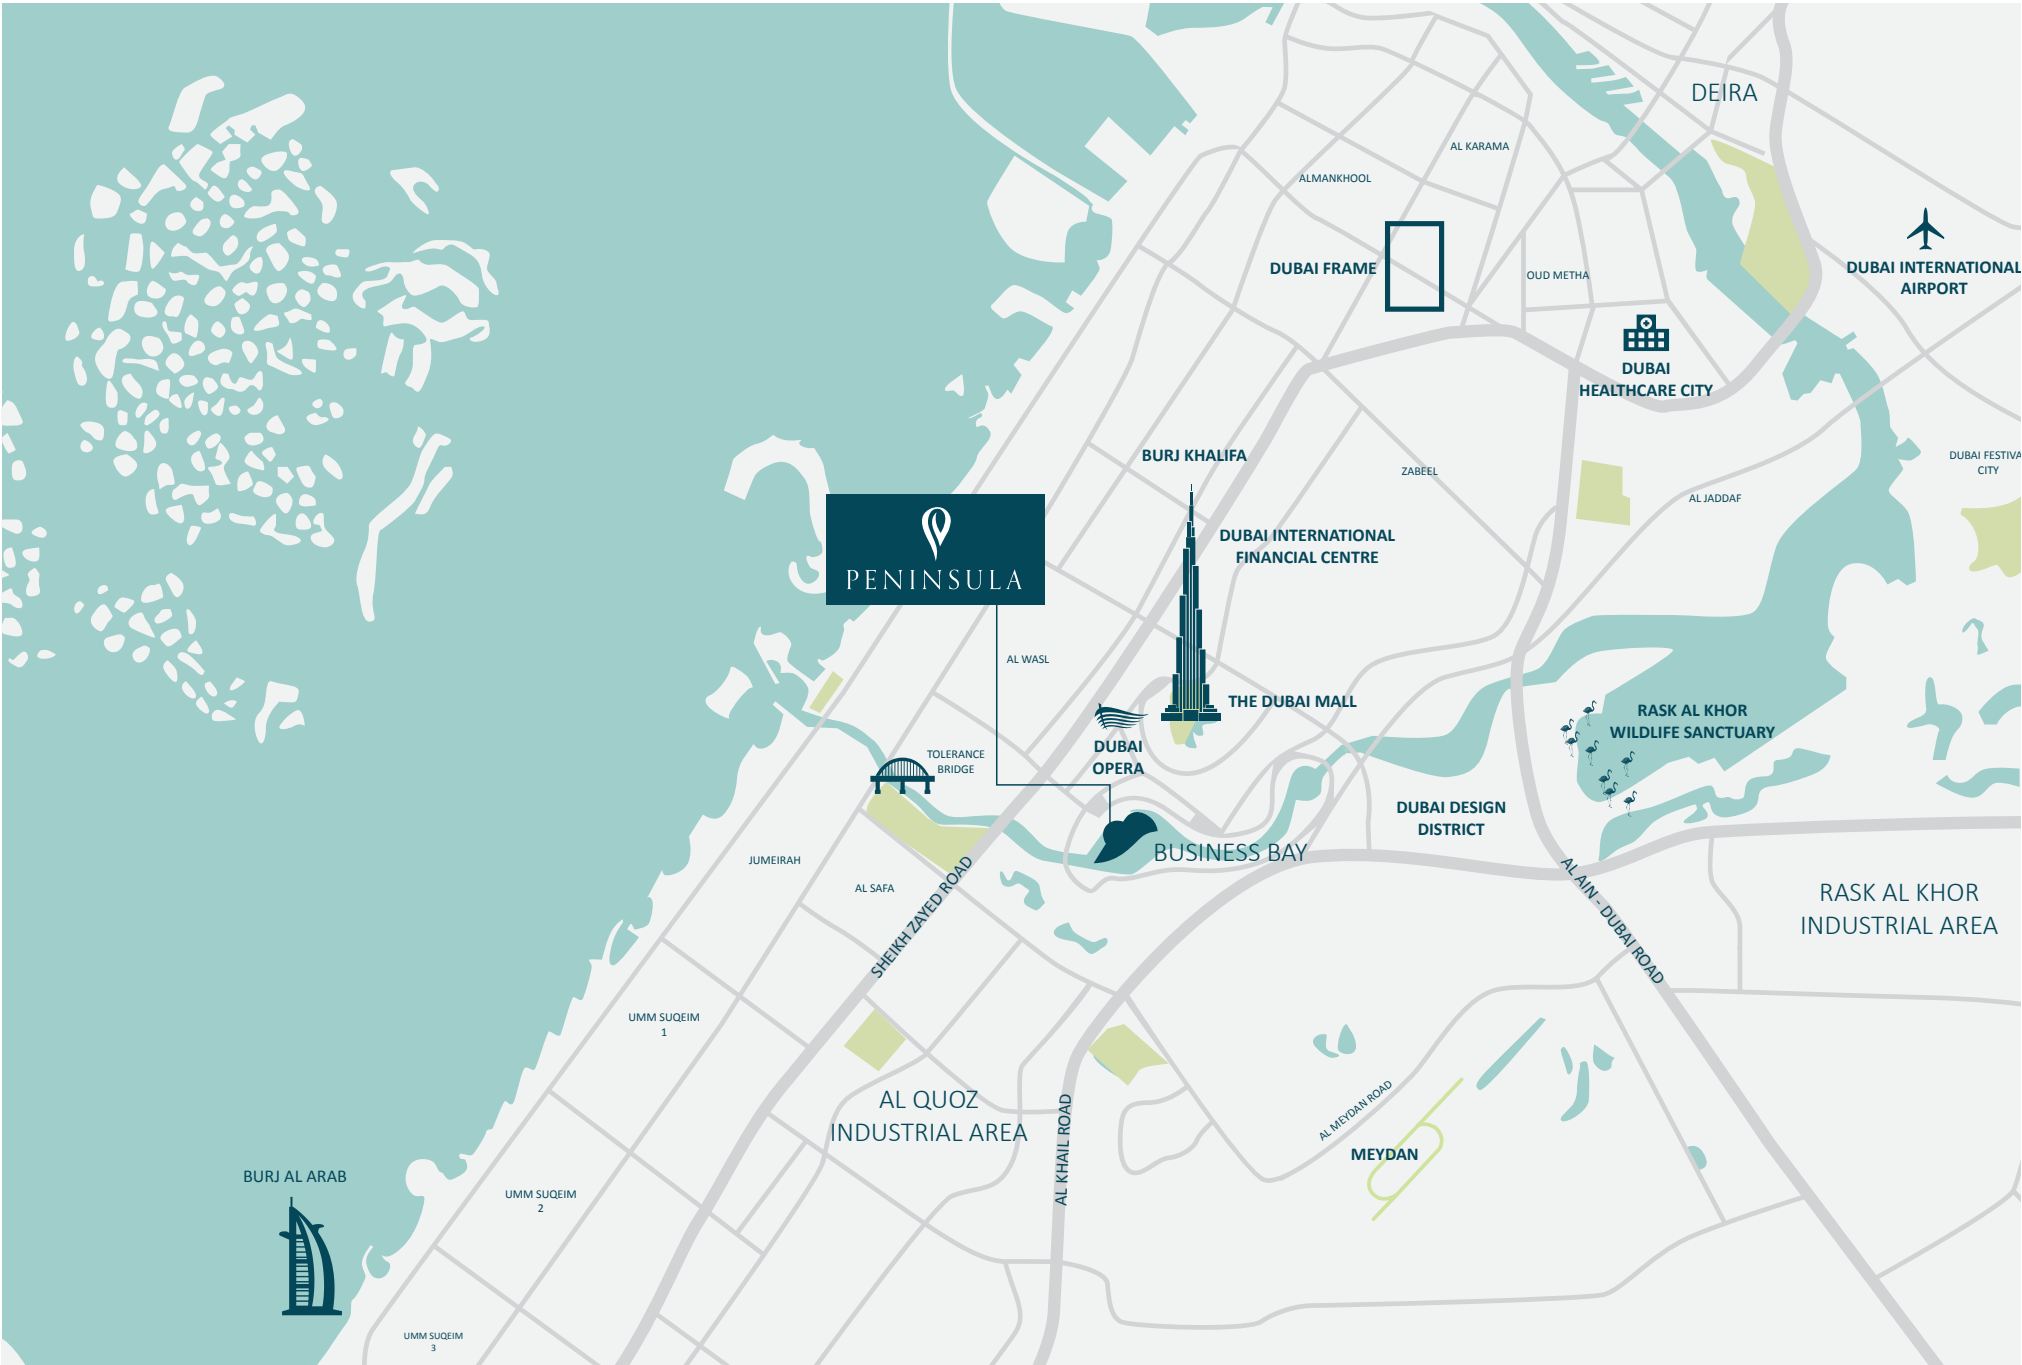 DEIRA
AL KARAMA
ALMANKHOOL
DUBAI FRAME
OUD METHA
DUBAI INTERNATIONAL
AIRPORT
DUBAI
HEALTHCARE CITY
BURJ KHALIFA
ZABEEL
DUBAI FESTIVA
CITY
AL JADDAF
DUBAI INTERNATIONAL
FINANCIAL CENTRE
PENINSULA
AL WASL
THE DUBAI MALL
RASK AL KHOR
WILDLIFE SANCTUARY
DUBAI
OPERA
TOLERANCE
BRIDGE
DUBAI DESIGN
DISTRICT
BUSINESS BAY
JUMEIRAH
AL SAFA
SHEIKH ZAYED ROAD
AL AIN - DUBAI ROAD
RASK AL KHOR
INDUSTRIAL AREA
UMM SUQEIM
1
AL QUOZ
INDUSTRIAL AREA
AL KHAIL ROAD
AL MEYDAN ROAD
MEYDAN
BURJ AL ARAB
UMM SUQEIM
2
UMM SUQEIM
3